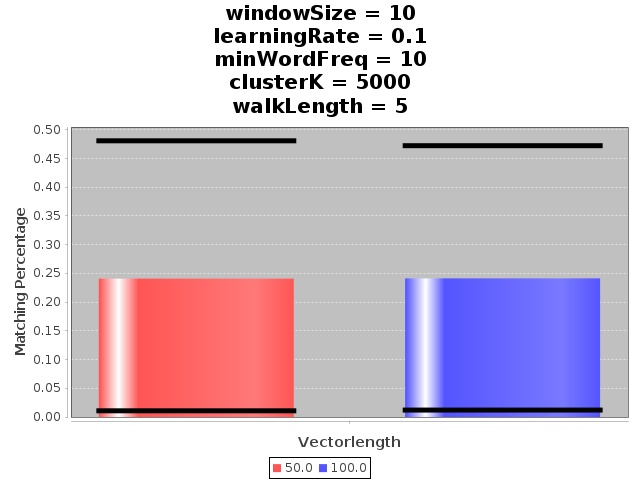 windowSize = 10
learningRate = 0.1
minWordFreq = 10
clusterK = 5000
walkLength = 5
0.50
0.45
0.40
0.35
0.30
0.25
0.20
0.15
0.10
0.05
0.00
Matching Percentage
Vectorlength
50.0 100.0